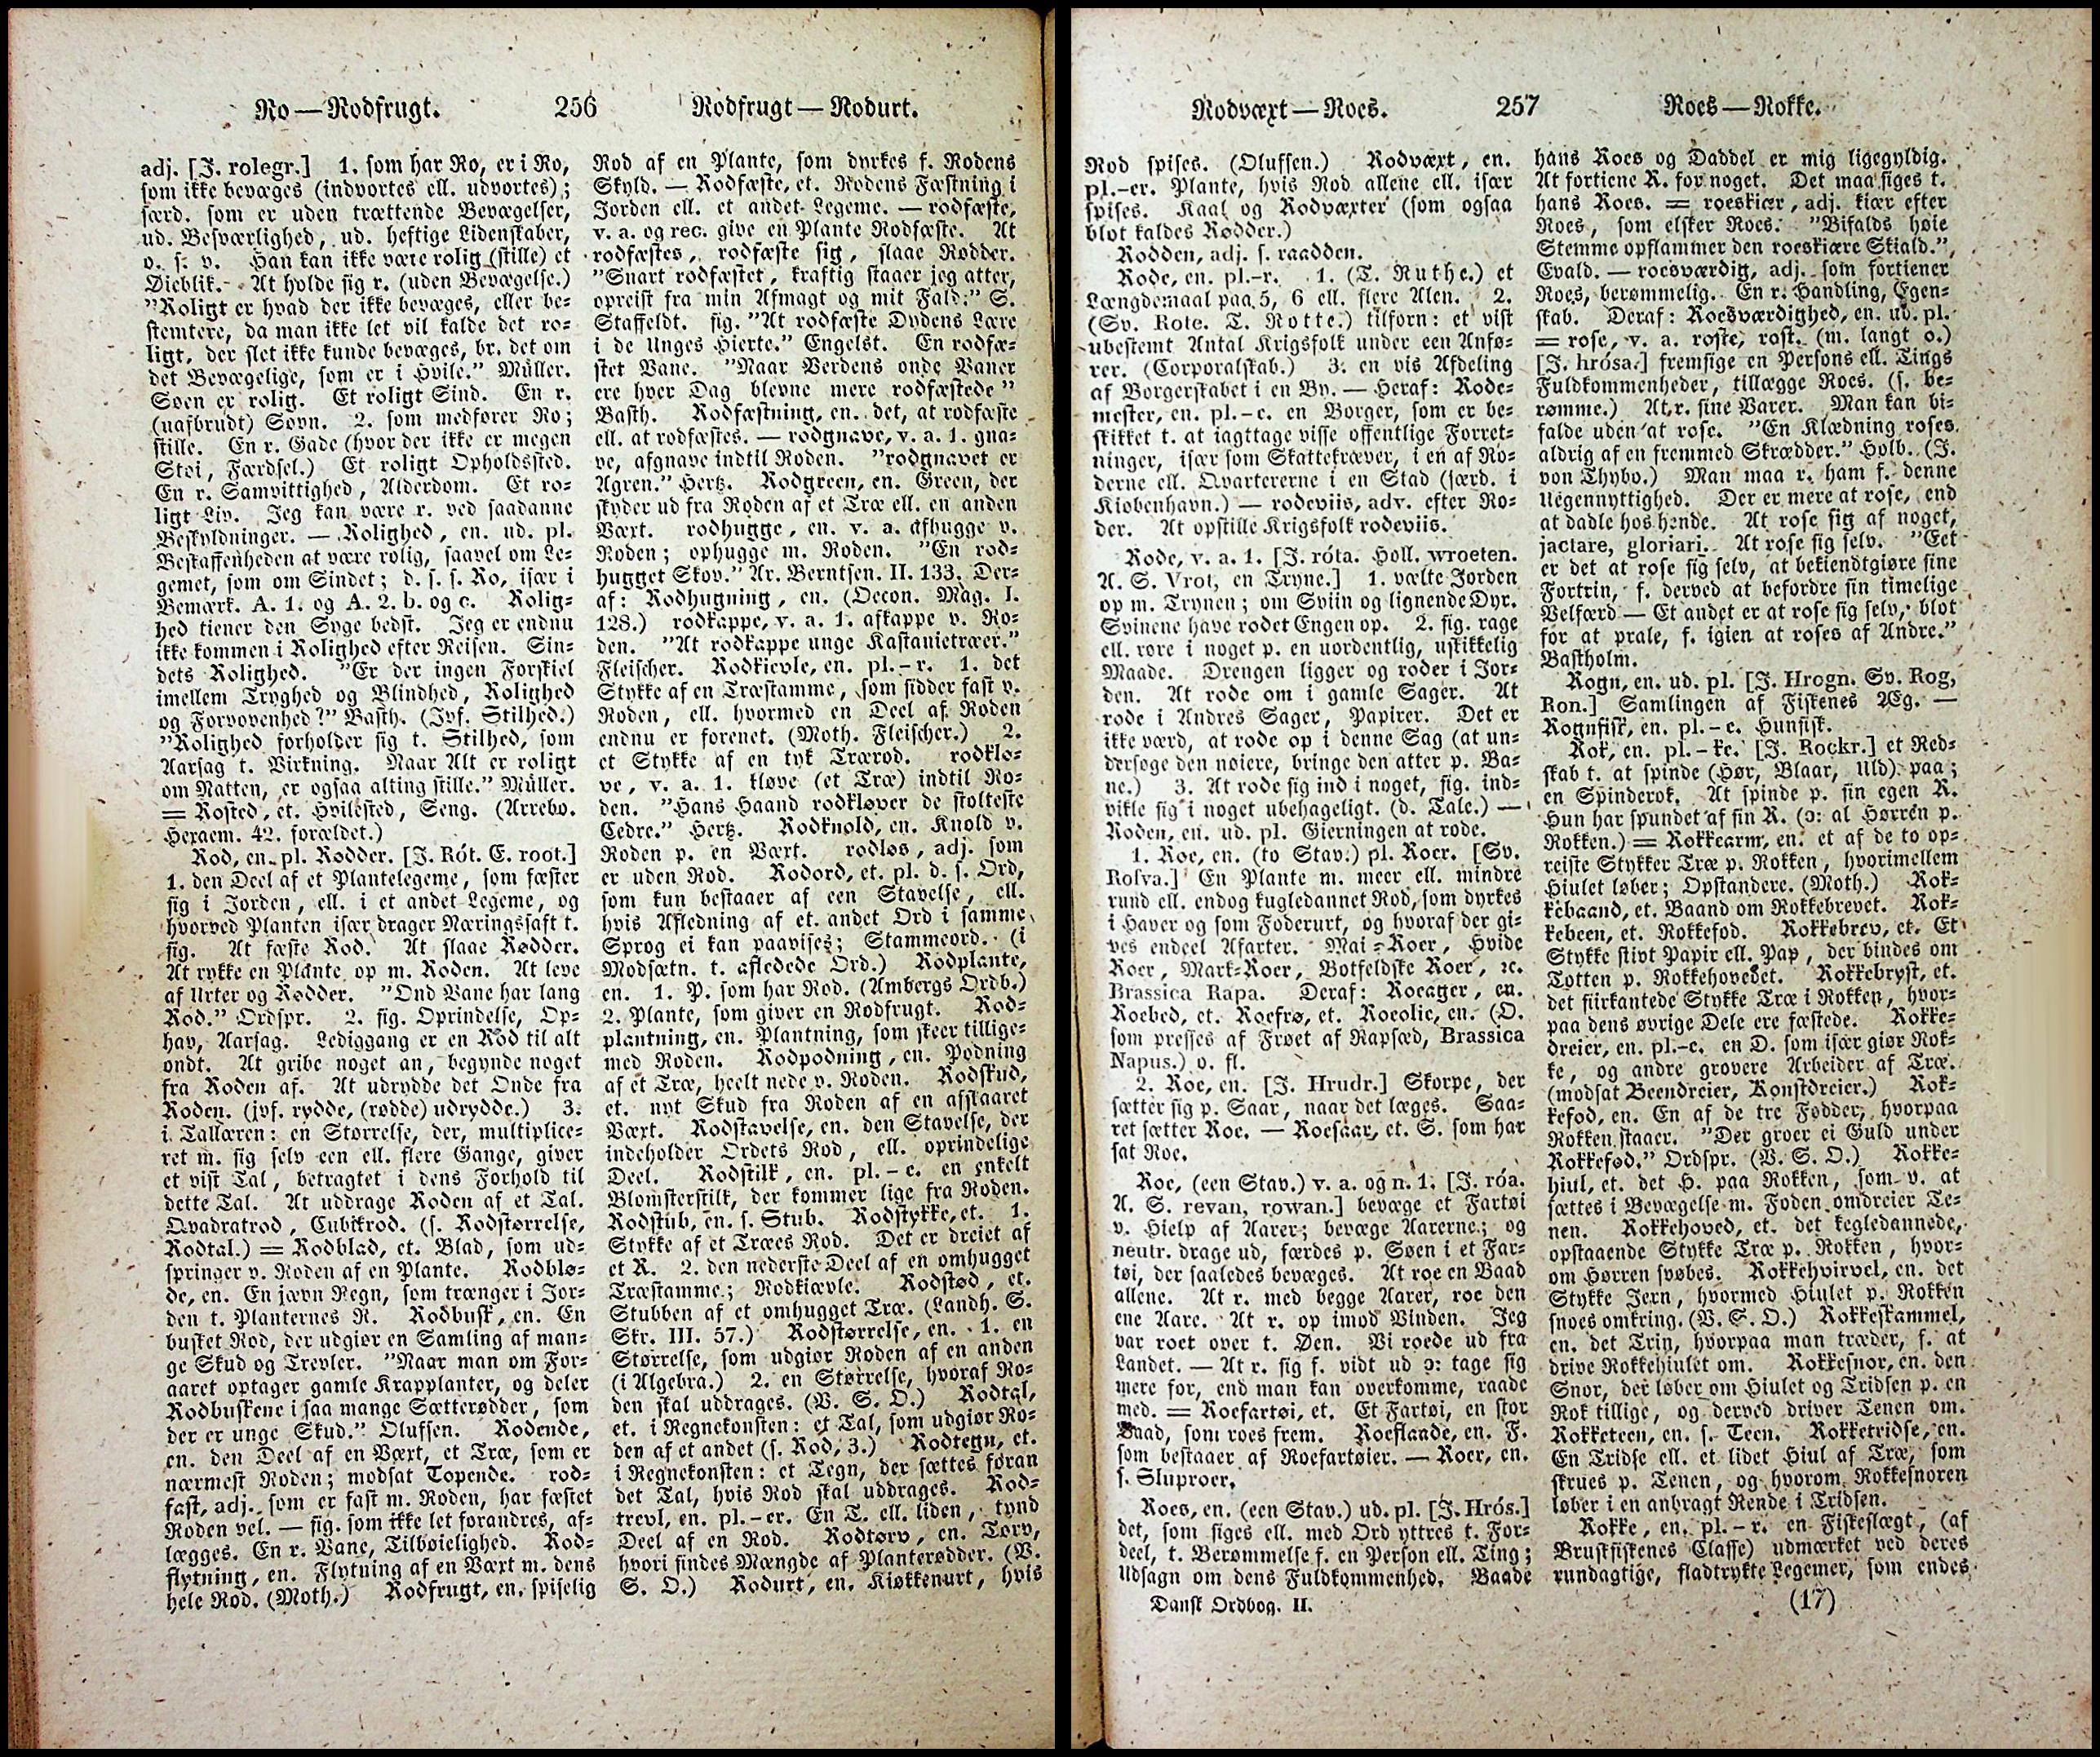 Ro — Rodfrugt. 256 Rodfrugt — Rodurt.
adj. [J. rolegr.] 1. som har Ro, er i Ro,
som ikke bevæges (indvortes ell. udvortes);
særd. som er uden trættende Bevægelser,
ud. Besværlighed, ud. heftige Lidenskaber,
o. s. v. Han kan ikke være rolig (stille) et
Øieblik. At holde sig r. (uden Bevægelse.)
"Roligt er hvad der ikke bevæges, eller be-
stemtere, da man ikke let vil kalde det ro-
ligt, der slet ikke kunde bevæges, br. det om
det Bevægelige, som er i Hvile." Müller.
Søen er rolig. Et roligt Sind. En r.
(uafbrudt) Søvn. 2. som medfører Ro;
stille. En r. Gade (hvor der ikke er megen
Støi, Færdsel.) Et roligt Opholdssted.
En r. Samvittighed, Alderdom. Et ro-
ligt Liv. Jeg kan være r. ved saadanne
Beskyldninger. — Rolighed, en. ud. pl.
Beskaffenheden at være rolig, saavel om Le-
gemet, som om Sindet; d. s. s. Ro, især i
Bemærk. A. 1. og A. 2. b. og c. Rolig-
hed tiener den Syge bedst. Jeg er endnu
ikke kommen i Rolighed efter Reisen. Sin-
dets Rolighed. "Er der ingen Forskiel
imellem Tryghed og Blindhed, Rolighed
og Forvovenhed?" Basth. (Jvf. Stilhed.)
"Rolighed forholder sig t. Stilhed, som
Aarsag t. Virkning. Naar Alt er roligt
om Natten, er ogsaa alting stille." Müller.
= Rosted, et. Hvilested, Seng. (Arrebo.
Hexaem. 42. forældet.)
Rod, en. pl. Rødder. [J. Rót. E. root.]
1. den Deel af et Plantelegeme, som fæster
sig i Jorden, ell. i et andet Legeme, og
hvorved Planten især drager Næringssaft t.
sig. At fæste Rod. At slaae Rødder.
At rykke en Plante op m. Roden. At leve
af Urter og Rødder. "Ond Vane har lang
Rod." Ordspr. 2. fig. Oprindelse, Op-
hav, Aarsag. Lediggang er en Rod til alt
ondt. At gribe noget an, begynde noget
fra Roden af. At udrydde det Onde fra
Roden. (jvf. rydde, (rødde) udrydde.) 3.
i Tallæren: en Størrelse, der, multiplice-
ret m. sig selv een ell. flere Gange, giver
et vist Tal, betragtet i dens Forhold til
dette Tal. At uddrage Roden af et Tal.
Qvadratrod, Cubikrod. (s. Rodstørrelse,
Rodtal.) = Rodblad, et. Blad, som ud-
springer v. Roden af en Plante. Rodblø-
de, en. En jævn Regn, som trænger i Jor-
den t. Planternes R. Rodbusk, en. En
busket Rod, der udgiør en Samling af man-
ge Skud og Trevler. "Naar man om For-
aaret optager gamle Krapplanter, og deler
Rodbuskene i saa mange Sætterødder, som
der er unge Skud." Olufsen. Rodende,
en. den Deel af en Væxt, et Træ, som er
nærmest Roden; modsat Topende. rod-
fast, adj. som er fast m. Roden, har fæstet
Roden vel. — fig. som ikke let forandres, af-
lægges. En r. Vane, Tilbøielighed. Rod-
flytning, en. Flytning af en Vært m. dens
hele Rod. (Moth.) Rodfrugt, en. spiselig
Rod af en Plante, som dyrkes f. Rodens
Skyld. — Rodfæste, et. Rodens Fæstning i
Jorden ell. et andet Legeme. — rodfæste,
v. a. og rec. give en Plante Rodfæste. At
rodfæstes, rodfæste sig, slaae Rødder.
"Snart rodfæstet, kraftig staaer jeg atter,
opreist fra min Afmagt og mit Fald." S.
Staffeldt. fig. "At rodfæste Dydens Lære
i de Unges Hierte." Engelst. En rodfæ-
stet Vane. "Naar Verdens onde Vaner
ere hver Dag blevne mere rodfæstede"
Basth. Rodfæstning, en. det, at rodfæste
ell. at rodfæstes. — rodgnave, v. a. 1. gna-
ve, afgnave indtil Roden. "rodgnavet er
Agren." Hertz. Rodgreen, en. Green, der
skyder ud fra Roden af et Træ ell. en anden
Væxt. rodhugge, en. v. a. afhugge v.
Roden; ophugge m. Roden. "En rod-
hugget Skov." Ar. Berntsen. II. 133. Der-
af: Rodhugning, en. (Oecon. Mag. I.
128.) rodkappe, v. a. 1. afkappe v. Ro-
den. "At rodkappe unge Kastanietræer."
Fleischer. Rodkievle, en. pl. - r. 1. det
Stykke af en Træstamme, som sidder fast v.
Roden, ell. hvormed en Deel af Roden
endnu er forenet. (Moth. Fleischer.) 2.
et Stykke af en tyk Trærod. rodklø-
ve, v. a. 1. kløve (et Træ) indtil Ro-
den. "Hans Haand rodkløver de stolteste
Cedre." Hertz. Rodknold, en. Knold v.
Roden p. en Væxt. rodløs, adj. som
er uden Rod. Rodord, et. pl. d. s. Ord,
som kun bestaaer af een Stavelse, ell.
hvis Afledning af et andet Ord i samme
Sprog ei kan paavises; Stammeord. (i
Modsætn. t. afledede Ord.) Rodplante,
en. 1. P. som har Rod. (Ambergs Ordb.)
2. Plante, som giver en Rodfrugt. Rod-
plantning, en. Plantning, som skeer tillige-
med Roden. Rodpodning, en. Podning
af et Træ, heelt nede v. Roden. Rodskud,
et. nyt Skud fra Roden af en afskaaret
Væxt. Rodstavelse, en. den Stavelse, der
indeholder Ordets Rod, ell. oprindelige
Deel. Rodstilk, en. pl. - e. en enkelt
Blomsterstilk, der kommer lige fra Roden.
Rodstub, en. s. Stub. Rodstykke, et. 1.
Stykke af et Træes Rod. Det er dreiet af
et R. 2. den nederste Deel af en omhugget
Træstamme; Rodkiævle. Rodstød, et.
Stubben af et omhugget Træ. (Landh. S.
Skr. III. 57.) Rodstørrelse, en. 1. en
Størrelse, som udgiør Roden af en anden
(i Algebra.) 2. en Størrelse, hvoraf Ro-
den skal uddrages. (V. S. O.) Rodtal,
et. i Regnekonsten: et Tal, som udgiør Ro-
den af et andet (s. Rod, 3.) Rodtegn, et.
i Regnekonsten: et Tegn, der sættes foran
det Tal, hvis Rod skal uddrages. Rod-
trevl, en. pl. - er. En T. ell. liden, tynd
Deel af en Rod. Rodtørv, en. Tørv,
hvori findes Mængde af Planterødder. (V.
S. O.) Rodurt, en. Kiøkkenurt, hvis
Rodvæxt — Roes. 257 Roes — Rokke.
Rod spises. (Olufsen.) Rodvæxt, en.
pl. - er. Plante, hvis Rod allene ell. især
spises. Kaal og Rodvæxter (som ogsaa
blot kaldes Rødder.)
Rodden, adj. s. raadden.
Rode, en. pl. - r. 1. (T. Ruthe.) et
Længdemaal paa 5, 6 ell. flere Alen. 2.
(Sv. Rote. T. Rotte.) tilforn: et vist
ubestemt Antal Krigsfolk under een Anfø-
rer. (Corporalskab.) 3. en vis Afdeling
af Borgerskabet i en By. — Heraf: Rode-
mester, en. pl. - e. en Borger, som er be-
skikket t. at iagttage visse offentlige Forret-
ninger, især som Skattekræver, i en af Ro-
derne ell. Qvartererne i en Stad (særd. i
Kiøbenhavn.) — rodeviis, adv. efter Ro-
der. At opstille Krigsfolk rodeviis.
Rode, v. a. 1. [J. róta. Holl. wroeten.
A. S. Vrot, en Tryne.] 1. vælte Jorden
op m. Trynen; om Sviin og lignende Dyr.
Svinene have rodet Engen op. 2. fig. rage
ell. røre i noget p. en uordentlig, uskikkelig
Maade. Drengen ligger og roder i Jor-
den. At rode om i gamle Sager. At
rode i Andres Sager, Papirer. Det er
ikke værd, at rode op i denne Sag (at un-
dersøge den nøiere, bringe den atter p. Ba-
ne.) 3. At rode sig ind i noget, fig. ind-
vikle sig i noget ubehageligt. (d. Tale.) —
Roden, en. ud. pl. Gierningen at rode.
1. Roe, en. (to Stav.) pl. Roer. [Sv.
Rofva.] En Plante m. meer ell. mindre
rund ell. endog kugledannet Rod, som dyrkes
i Haver og som Foderurt, og hvoraf der gi-
ves endeel Afarter. Mai-Roer, Hvide
Roer, Mark-Roer, Botfeldske Roer, ꝛc.
Brassica Rapa. Deraf: Roeager, en.
Roebed, et. Roefrø, et. Roeolie, en. (O.
som presses af Frøet af Rapsæd, Brassica
Napus.) o. fl.
2. Roe, en. [J. Hrudr.] Skorpe, der
sætter sig p. Saar, naar det læges. Saa-
ret sætter Roe. — Roesaar, et. S. som har
sat Roe.
Roe, (een Stav.) v. a. og n. 1. [J. róa.
A. S. revan, rowan.] bevæge et Fartøi
v. Hielp af Aarer; bevæge Aarerne; og
neutr. drage ud, færdes p. Søen i et Far-
tøi, der saaledes bevæges. At roe en Baad
allene. At r. med begge Aarer, roe den
ene Aare. At r. op imod Vinden. Jeg
var roet over t. Øen. Vi roede ud fra
Landet. — At r. sig f. vidt ud ɔ: tage sig
mere for, end man kan overkomme, raade
med. = Roefartøi, et. Et Fartøi, en stor
Baad, som roes frem. Roeflaade, en. F.
som bestaaer af Roefartøier. — Roer, en.
s. Sluproer.
Roes, en. (een Stav.) ud. pl. [J. Hrós.]
det, som siges ell. med Ord yttres t. For-
deel, t. Berømmelse f. en Person ell. Ting;
Udsagn om dens Fuldkommenhed. Baade
Dansk Ordbog. II.
hans Roes og Daddel er mig ligegyldig.
At fortiene R. for noget. Det maa siges t.
hans Roes. = roeskiær, adj. kiær efter
Roes, som elsker Roes. "Bifalds høie
Stemme opflammer den roeskiære Skiald.",
Evald. — roesværdig, adj. som fortiener
Roes, berømmelig. En r. Handling, Egen-
skab. Deraf: Roesværdighed, en. ud. pl.
= rose, v. a. roste, rost. (m. langt o.)
[J. hrósa.] fremsige en Persons ell. Tings
Fuldkommenheder, tillægge Roes. (s. be-
rømme.) At r. sine Varer. Man kan bi-
falde uden at rose. "En Klædning roses
aldrig af en fremmed Skrædder." Holb. (J.
von Thybo.) Man maa r. ham f. denne
Uegennyttighed. Der er mere at rose, end
at dadle hos hende. At rose sig af noget,
jactare, gloriari. At rose sig selv. "Eet
er det at rose sig selv, at bekiendtgiøre sine
Fortrin, f. derved at befordre sin timelige
Velfærd — Et andet er at rose sig selv, blot
for at prale, f. igien at roses af Andre."
Bastholm.
Rogn, en. ud. pl. [J. Hrogn. Sv. Rog,
Ron.] Samlingen af Fiskenes Æg. —
Rognfisk, en. pl. - e. Hunfisk.
Rok, en. pl. - ke. [J. Rockr.] et Red-
skab t. at spinde (Hør, Blaar, Uld) paa;
en Spinderok. At spinde p. sin egen R.
Hun har spundet af sin R. (ɔ: al Hørren p.
Rokken.) = Rokkearm, en. et af de to op-
reiste Stykker Træ p. Rokken, hvorimellem
Hiulet løber; Opstandere. (Moth.) Rok-
kebaand, et. Baand om Rokkebrevet. Rok-
kebeen, et. Rokkefod. Rokkebrev, et. Et
Stykke stivt Papir ell. Pap, der bindes om
Totten p. Rokkehovedet. Rokkebryst, et.
det fiirkantede Stykke Træ i Rokken, hvor-
paa dens øvrige Dele ere fæstede. Rokke-
dreier, en. pl. - e. en D. som især giør Rok-
ke, og andre grovere Arbeider af Træ.
(modsat Beendreier, Konstdreier.) Rok-
kefod, en. En af de tre Fødder, hvorpaa
Rokken staaer. "Der groer ei Guld under
Rokkefod." Ordspr. (V. S. O.) Rokke-
hiul, et. det H. paa Rokken, som v. at
sættes i Bevægelse m. Foden omdreier Te-
nen. Rokkehoved, et. det kegledannede,
opstaaende Stykke Træ p. Rokken, hvor-
om Hørren svøbes. Rokkehvirvel, en. det
Stykke Jern, hvormed Hiulet p. Rokken
snoes omkring. (V. S. O.) Rokkeskammel,
en. det Trin, hvorpaa man træder, f. at
drive Rokkehiulet om. Rokkesnor, en. den
Snor, der løber om Hiulet og Tridsen p. en
Rok tillige, og derved driver Tenen om.
Rokketeen, en. s. Teen. Rokketridse, en.
En Tridse ell. et lidet Hiul af Træ, som
skrues p. Tenen, og hvorom Rokkesnoren
løber i en anbragt Rende i Tridsen.
Rokke, en. pl. - r. en Fiskeslægt, (af
Bruskfiskenes Classe) udmærket ved deres
rundagtige, fladtrykte Legemer, som endes
(17)